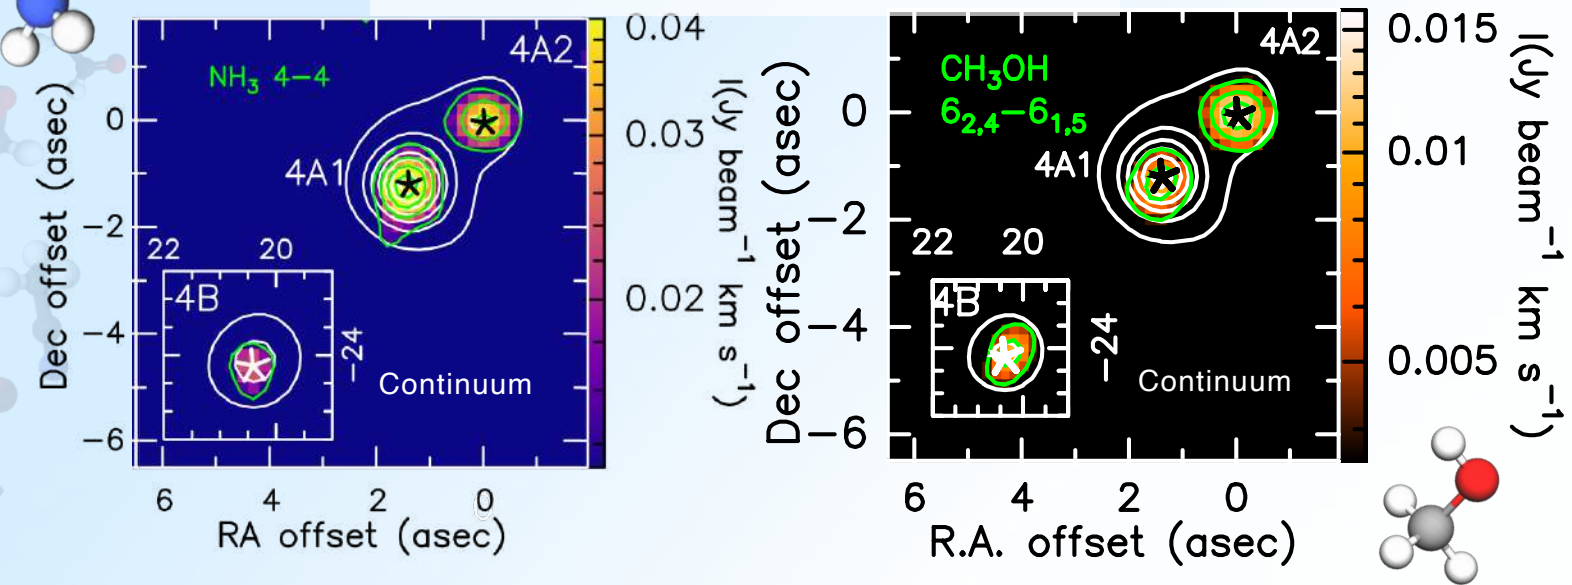 4A2
NH₃ 4−4
4A1
22 20
4B
−24
Continuum
0
−2
−4
−6
Dec offset (asec)
6 4 2 0
RA offset (asec)
0.04
0.03
0.02
I(Jy beam⁻¹ km s⁻¹)
4A2
CH₃OH
6₂,₄−6₁,₅
4A1
22 20
4B
−24
Continuum
0
−2
−4
−6
Dec offset (asec)
6 4 2 0
R.A. offset (asec)
0.015
0.01
0.005
I(Jy beam⁻¹ km s⁻¹)